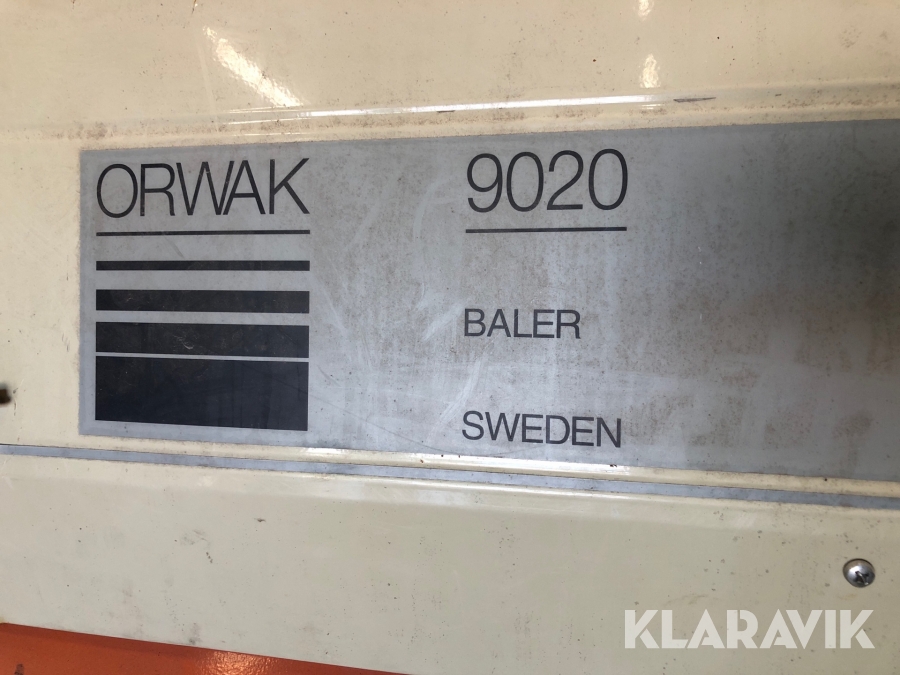 ORWAK
9020
BALER
SWEDEN
KLARAVIK